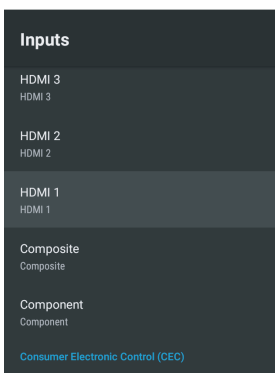 Inputs
HDMI 3
HDMI 3
HDMI 2
HDMI 2
HDMI 1
HDMI 1
Composite
Composite
Component
Component
Consumer Electronic Control (CEC)